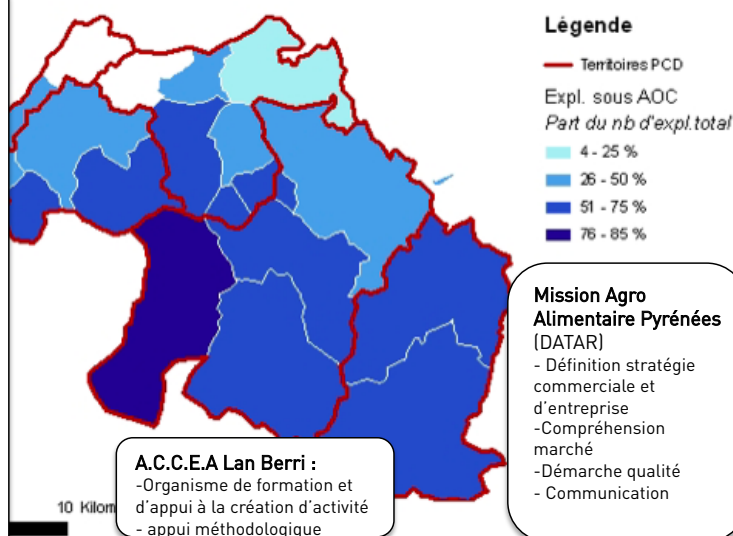 Légende
Territoires PCD
Expl. sous AOC
Part du nb d'expl.total
4 - 25 %
26 - 50 %
51 - 75 %
76 - 85 %
Mission Agro
Alimentaire Pyrénées
(DATAR)
- Définition stratégie
commerciale et
d'entreprise
-Compréhension
marché
-Démarche qualité
- Communication
A.C.C.E.A Lan Berri :
-Organisme de formation et
d'appui à la création d'activité
- appui méthodologique
10 Kilom